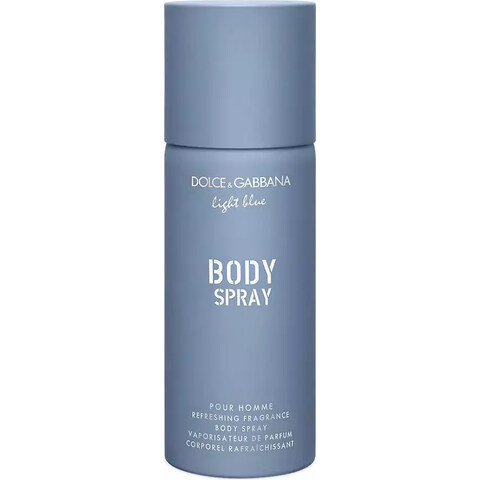 DOLCE & GABBANA
light blue
BODY
SPRAY
POUR HOMME
REFRESHING FRAGRANCE
BODY SPRAY
VAPORISATEUR DE PARFUM
CORPOREL RAFRAÎCHISSANT